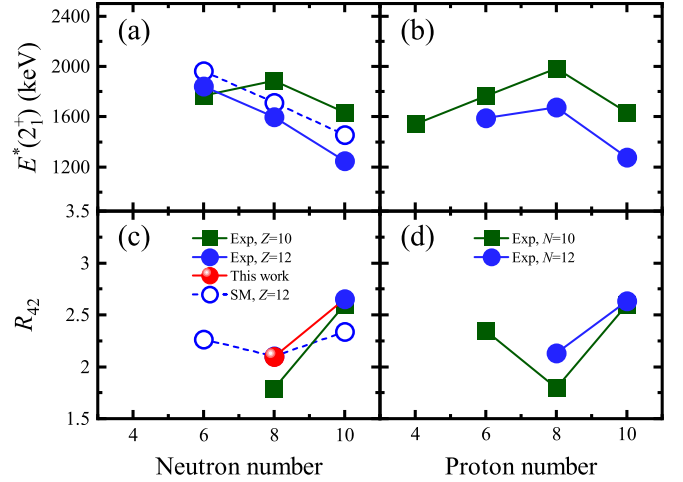 (a)
(b)
2400
2000
1600
1200
E*(2₁⁺) (keV)
(c)
Exp, Z=10
Exp, Z=12
This work
SM, Z=12
(d)
Exp, N=10
Exp, N=12
3.5
3
2.5
2
1.5
R₄₂
4 6 8 10
4 6 8 10
Neutron number
Proton number